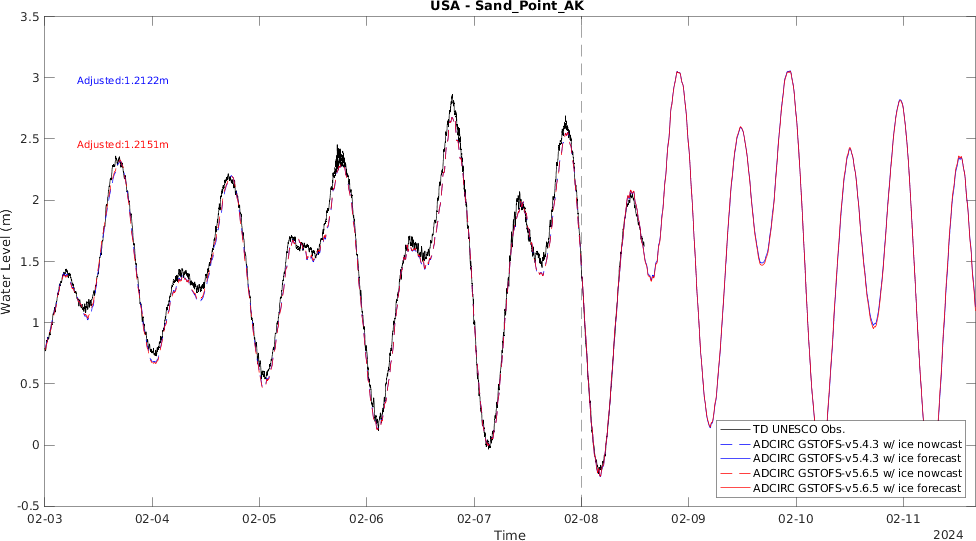 USA - Sand_Point_AK
3.5
3
2.5
2
1.5
1
0.5
0
-0.5
Water Level (m)
Adjusted:1.2122m
Adjusted:1.2151m
TD UNESCO Obs.
ADCIRC GSTOFS-v5.4.3 w/ ice nowcast
ADCIRC GSTOFS-v5.4.3 w/ ice forecast
ADCIRC GSTOFS-v5.6.5 w/ ice nowcast
ADCIRC GSTOFS-v5.6.5 w/ ice forecast
02-03 02-04 02-05 02-06 02-07 02-08 02-09 02-10 02-11
Time
2024